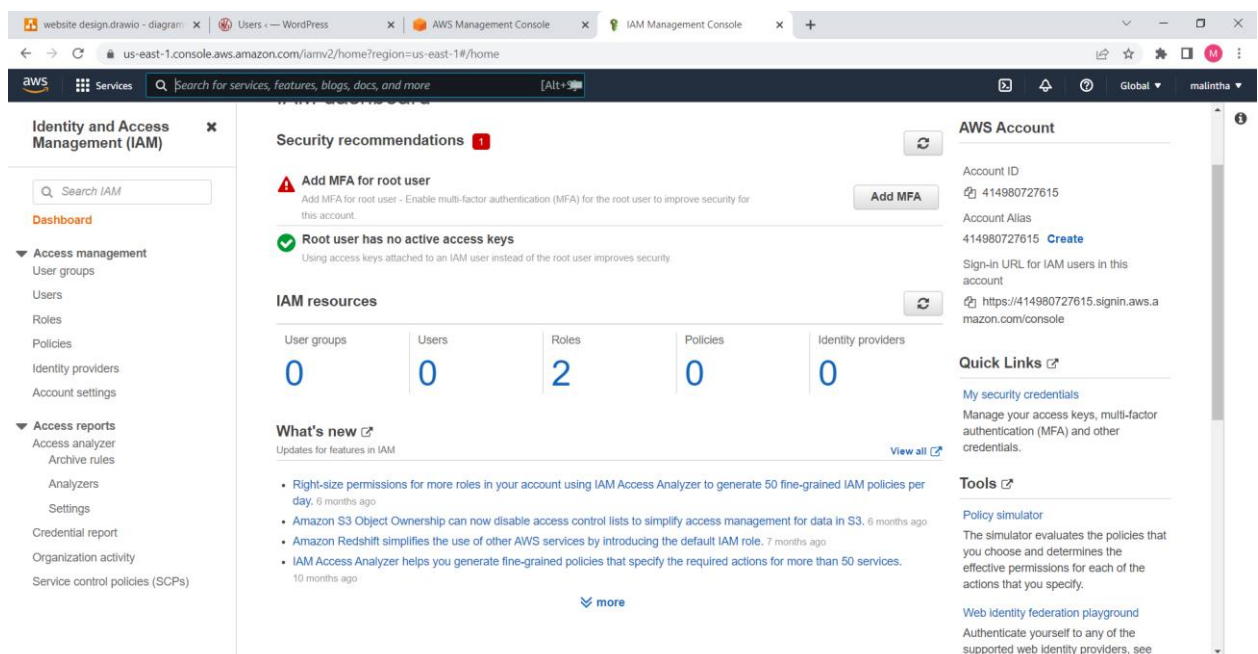 website design.drawio - diagram
Users ‹ — WordPress
AWS Management Console
IAM Management Console
us-east-1.console.aws.amazon.com/iamv2/home?region=us-east-1#/home
M
aws
Services
Search for services, features, blogs, docs, and more
[Alt+S]
Global
malintha
Identity and Access
Management (IAM)
Search IAM
Dashboard
Access management
User groups
Users
Roles
Policies
Identity providers
Account settings
Access reports
Access analyzer
Archive rules
Analyzers
Settings
Credential report
Organization activity
Service control policies (SCPs)
IAM dashboard
Security recommendations 1
Add MFA for root user
Add MFA for root user - Enable multi-factor authentication (MFA) for the root user to improve security for
this account.
Add MFA
Root user has no active access keys
Using access keys attached to an IAM user instead of the root user improves security.
IAM resources
User groups Users Roles Policies Identity providers
0 0 2 0 0
What's new
Updates for features in IAM
View all
Right-size permissions for more roles in your account using IAM Access Analyzer to generate 50 fine-grained IAM policies per
day. 6 months ago
Amazon S3 Object Ownership can now disable access control lists to simplify access management for data in S3. 6 months ago
Amazon Redshift simplifies the use of other AWS services by introducing the default IAM role. 7 months ago
IAM Access Analyzer helps you generate fine-grained policies that specify the required actions for more than 50 services.
10 months ago
more
AWS Account
Account ID
414980727615
Account Alias
414980727615 Create
Sign-in URL for IAM users in this
account
https://414980727615.signin.aws.a
mazon.com/console
Quick Links
My security credentials
Manage your access keys, multi-factor
authentication (MFA) and other
credentials.
Tools
Policy simulator
The simulator evaluates the policies that
you choose and determines the
effective permissions for each of the
actions that you specify.
Web identity federation playground
Authenticate yourself to any of the
supported web identity providers, see